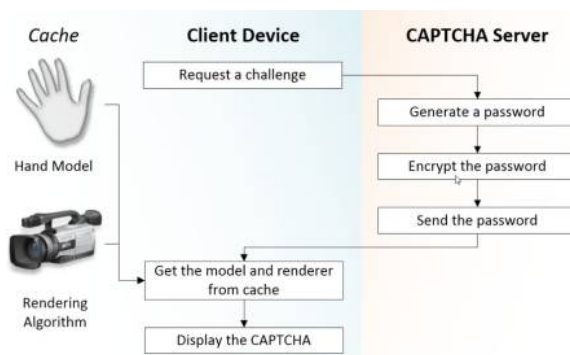 Cache
Client Device
CAPTCHA Server
Request a challenge
Generate a password
Hand Model
Encrypt the password
Send the password
Get the model and renderer
from cache
Rendering
Algorithm
Display the CAPTCHA